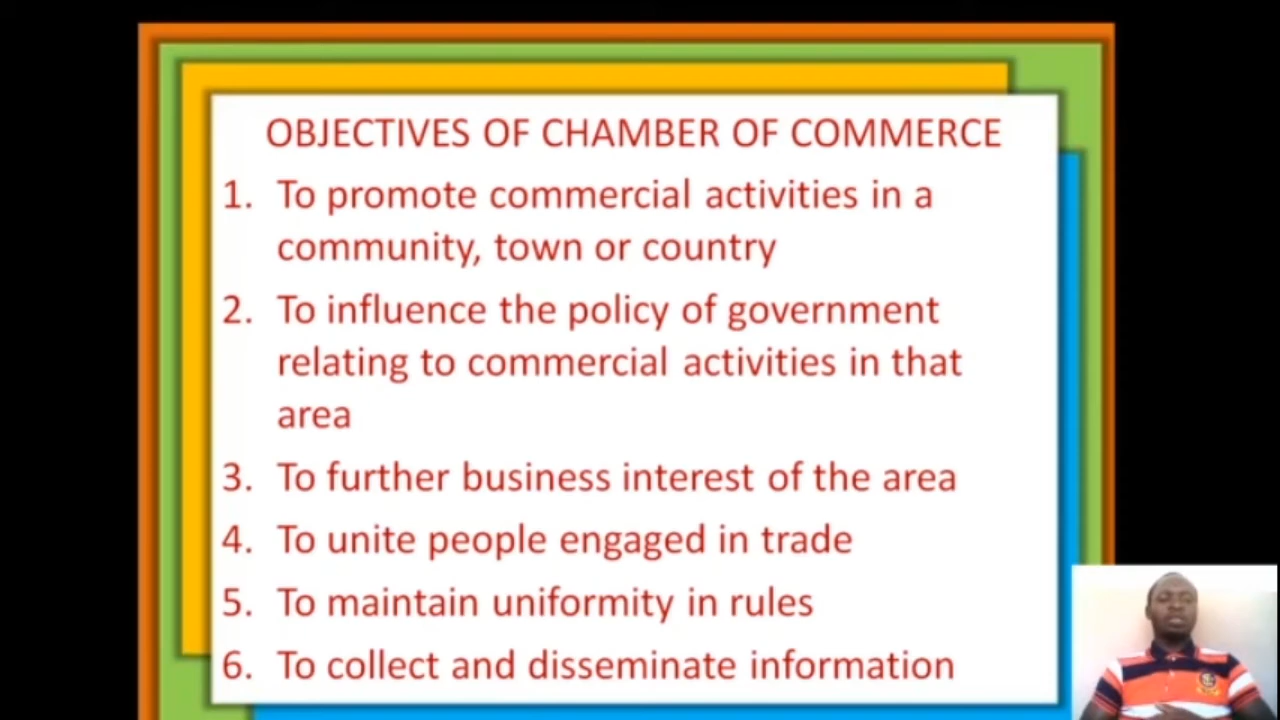 OBJECTIVES OF CHAMBER OF COMMERCE
1. To promote commercial activities in a
community, town or country
2. To influence the policy of government
relating to commercial activities in that
area
3. To further business interest of the area
4. To unite people engaged in trade
5. To maintain uniformity in rules
6. To collect and disseminate information